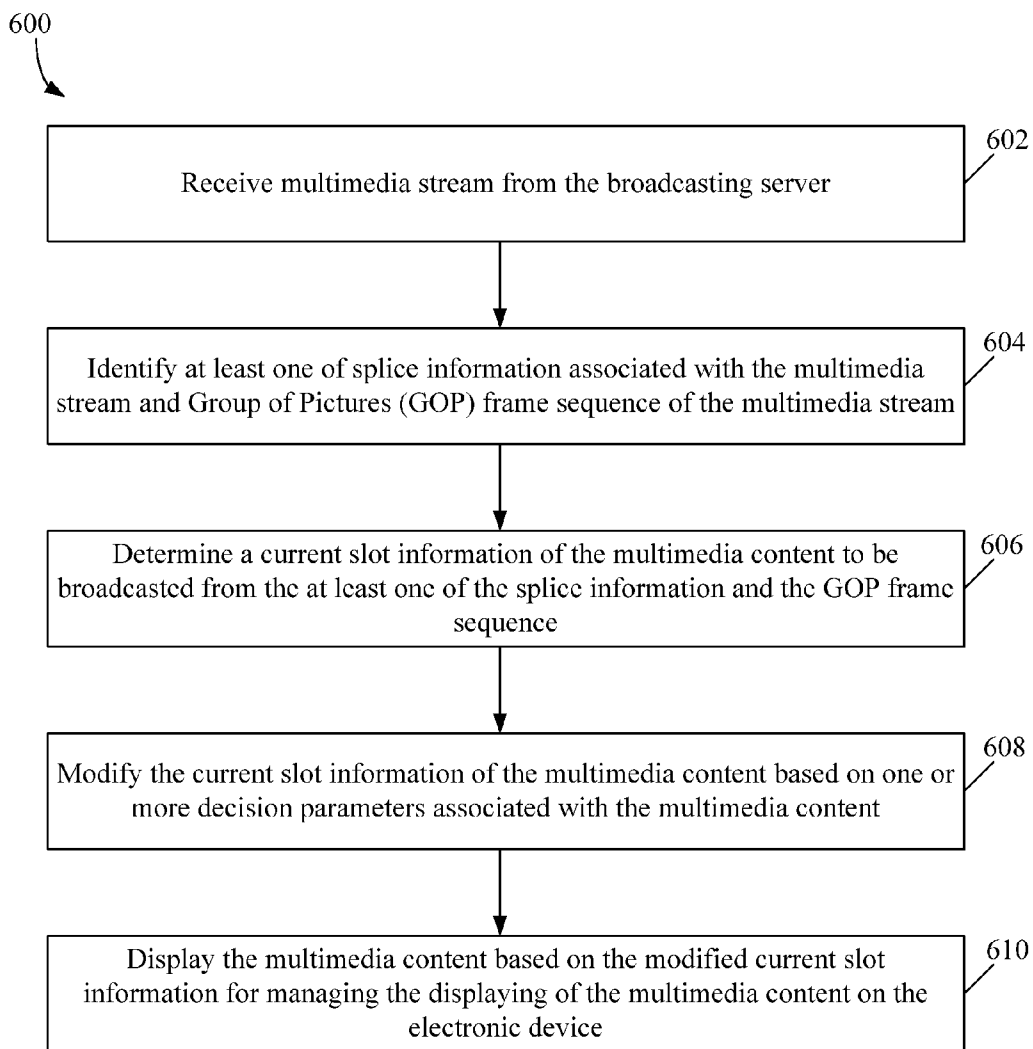 600
602
Receive multimedia stream from the broadcasting server
604
Identify at least one of splice information associated with the multimedia
stream and Group of Pictures (GOP) frame sequence of the multimedia stream
Determine a current slot information of the multimedia content to be
606
broadcasted from the at least one of the splice information and the GOP frame
sequence
608
Modify the current slot information of the multimedia content based on one or
more decision parameters associated with the multimedia content
Display the multimedia content based on the modified current slot
610
information for managing the displaying of the multimedia content on the
electronic device